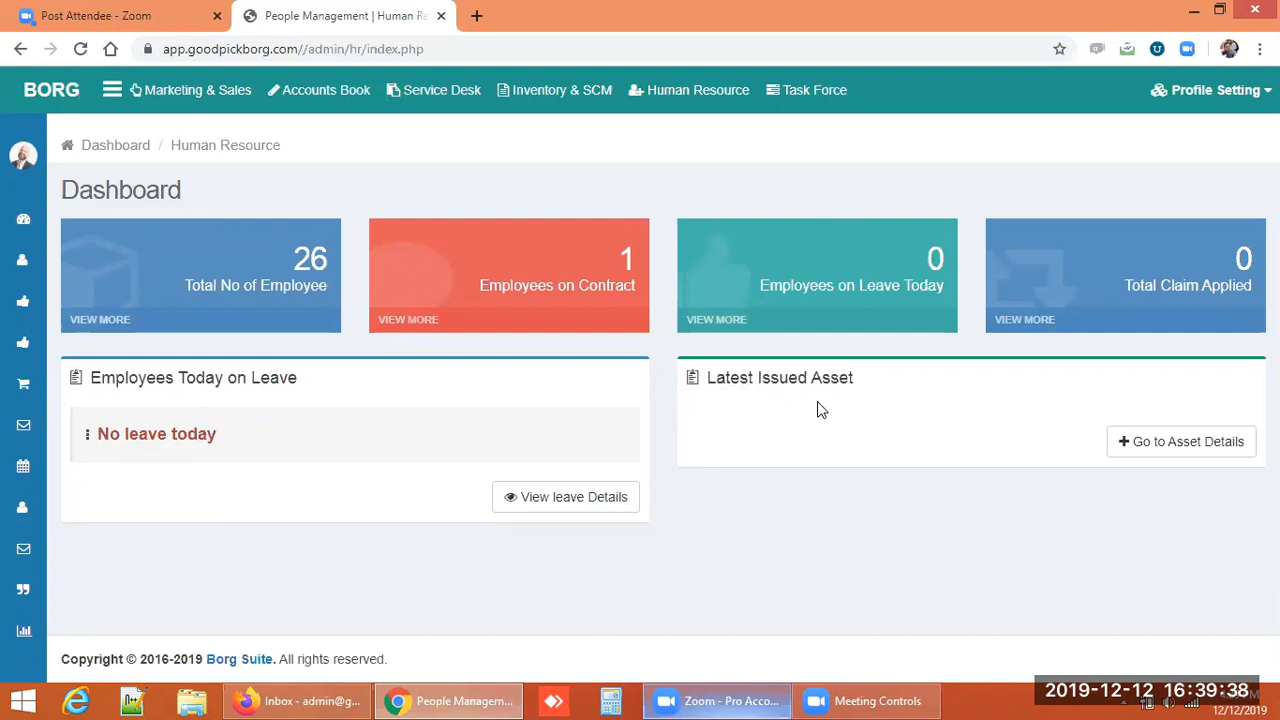 Post Attendee - Zoom
People Management | Human Re
app.goodpickborg.com//admin/hr/index.php
BORG
Marketing & Sales
Accounts Book
Service Desk
Inventory & SCM
Human Resource
Task Force
Profile Setting
Dashboard / Human Resource
Dashboard
26
Total No of Employee
VIEW MORE
1
Employees on Contract
VIEW MORE
0
Employees on Leave Today
VIEW MORE
0
Total Claim Applied
VIEW MORE
Employees Today on Leave
No leave today
View leave Details
Latest Issued Asset
Go to Asset Details
Copyright © 2016-2019 Borg Suite. All rights reserved.
Inbox - admin@g...
People Managem...
Zoom - Pro Acco...
Meeting Controls
2019-12-12 16:39:38
12/12/2019